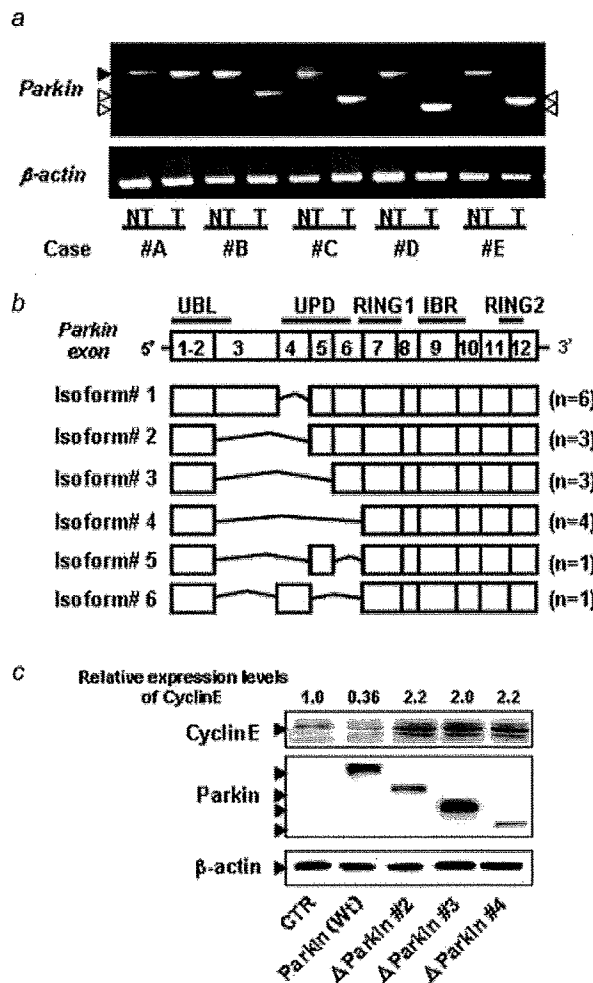 a
Parkin
β-actin
NT T NT T NT T NT T NT T
Case #A #B #C #D #E
b
UBL UPD RING1 IBR RING2
Parkin exon 5' 1-2 3 4 5 6 7 8 9 10 11 12 3'
Isoform# 1 (n=6)
Isoform# 2 (n=3)
Isoform# 3 (n=3)
Isoform# 4 (n=4)
Isoform# 5 (n=1)
Isoform# 6 (n=1)
c
Relative expression levels
of CyclinE 1.0 0.36 2.2 2.0 2.2
CyclinE
Parkin
β-actin
CTR
Parkin (Wt)
Δ Parkin #2
Δ Parkin #3
Δ Parkin #4